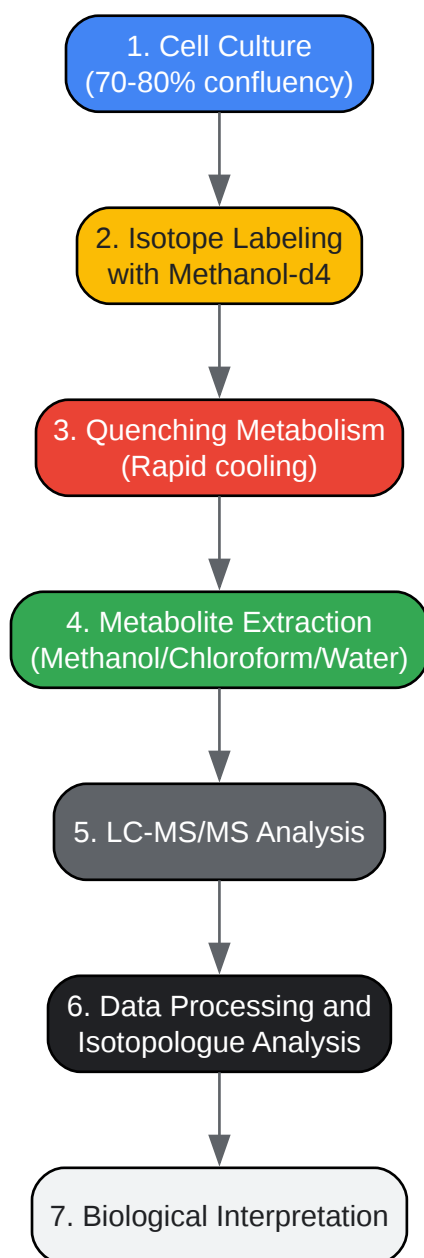 1. Cell Culture
(70-80% confluency)
2. Isotope Labeling
with Methanol-d4
3. Quenching Metabolism
(Rapid cooling)
4. Metabolite Extraction
(Methanol/Chloroform/Water)
5. LC-MS/MS Analysis
6. Data Processing and
Isotopologue Analysis
7. Biological Interpretation